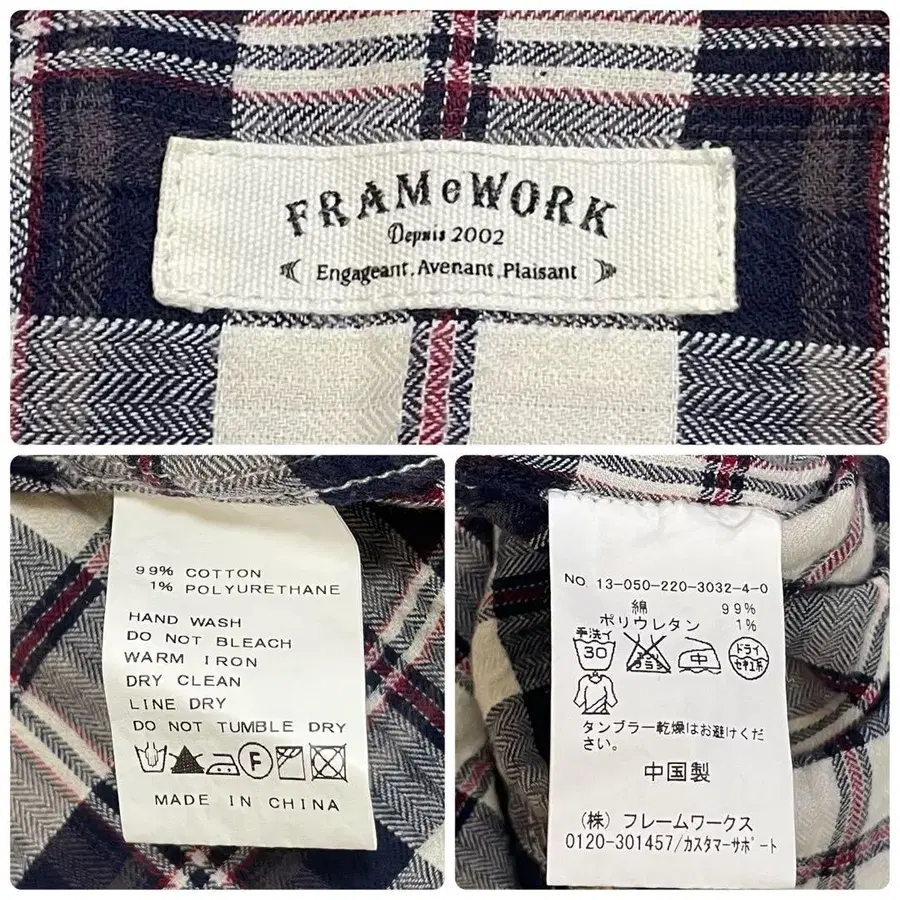 FRAMeWORK
Depuis 2002
Engageant.Avenant.Plaisant
99% COTTON
1% POLYURETHANE
HAND WASH
DO NOT BLEACH
WARM IRON
DRY CLEAN
LINE DRY
DO NOT TUMBLE DRY
F
MADE IN CHINA
NO. 13-050-220-3032-4-0
綿 99%
ポリウレタン 1%
手洗イ 30 中 ドライ セキユ系
タンブラー乾燥はお避けくだ
さい。
中国製
(株) フレームワークス
0120-301457/カスタマーサポート